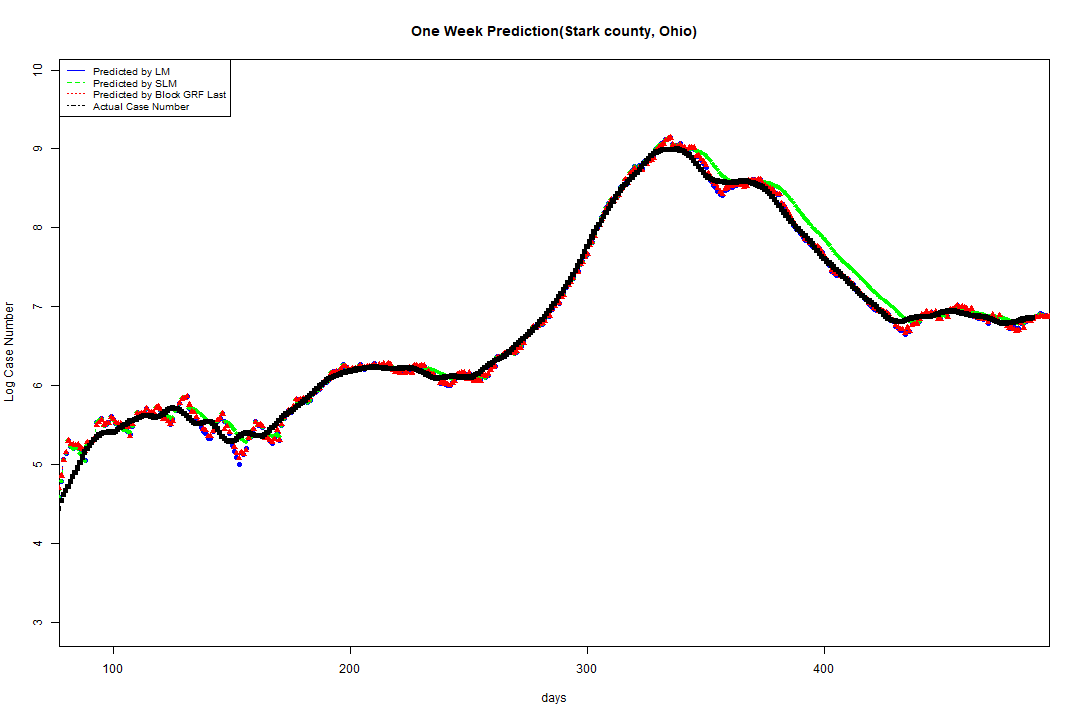 One Week Prediction(Stark county, Ohio)
Predicted by LM
Predicted by SLM
Predicted by Block GRF Last
Actual Case Number
10
9
8
7
6
5
4
3
Log Case Number
100 200 300 400
days